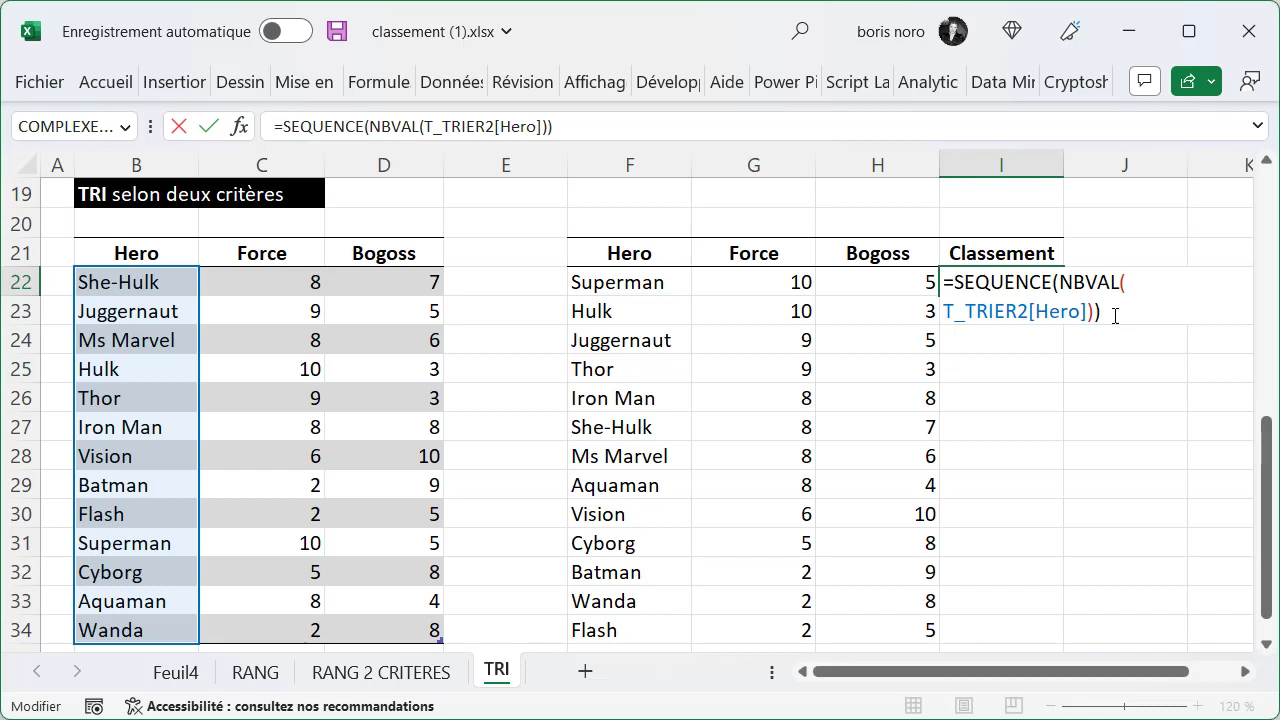 Enregistrement automatique classement (1).xlsx boris noro
Fichier Accueil Insertior Dessin Mise en Formule Données Révision Affichag Dévelop Aide Power Pi Script La Analytic Data Mir Cryptosh
COMPLEXE... fx =SEQUENCE(NBVAL(T_TRIER2[Hero]))
A B C D E F G H I J K
19 TRI selon deux critères
20
21 Hero Force Bogoss Hero Force Bogoss Classement
22 She-Hulk 8 7 Superman 10 5 =SEQUENCE(NBVAL(
23 Juggernaut 9 5 Hulk 10 3 T_TRIER2[Hero]))
24 Ms Marvel 8 6 Juggernaut 9 5
25 Hulk 10 3 Thor 9 3
26 Thor 9 3 Iron Man 8 8
27 Iron Man 8 8 She-Hulk 8 7
28 Vision 6 10 Ms Marvel 8 6
29 Batman 2 9 Aquaman 8 4
30 Flash 2 5 Vision 6 10
31 Superman 10 5 Cyborg 5 8
32 Cyborg 5 8 Batman 2 9
33 Aquaman 8 4 Wanda 2 8
34 Wanda 2 8 Flash 2 5
Feuil4 RANG RANG 2 CRITERES TRI
Modifier Accessibilité : consultez nos recommandations 120 %